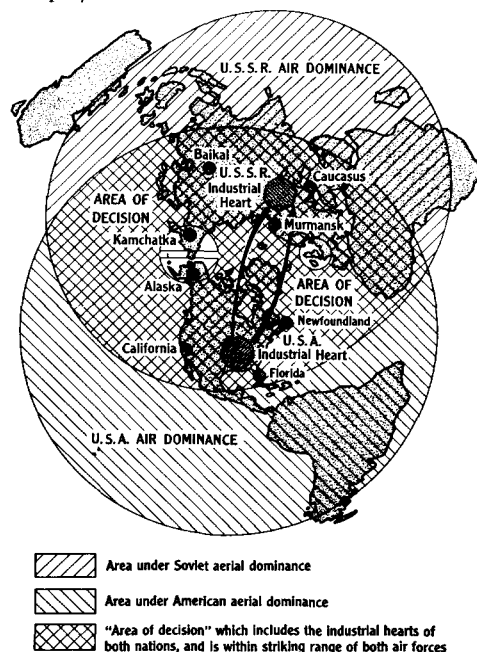 U.S.S.R. AIR DOMINANCE
Baikal
U.S.S.R.
Industrial
Heart
Caucasus
AREA OF
DECISION
Murmansk
Kamchatka
AREA OF
DECISION
Alaska
Newfoundland
California
U.S.A.
Industrial Heart
Florida
U.S.A. AIR DOMINANCE
Area under Soviet aerial dominance
Area under American aerial dominance
"Area of decision" which includes the industrial hearts of
both nations, and is within striking range of both air forces